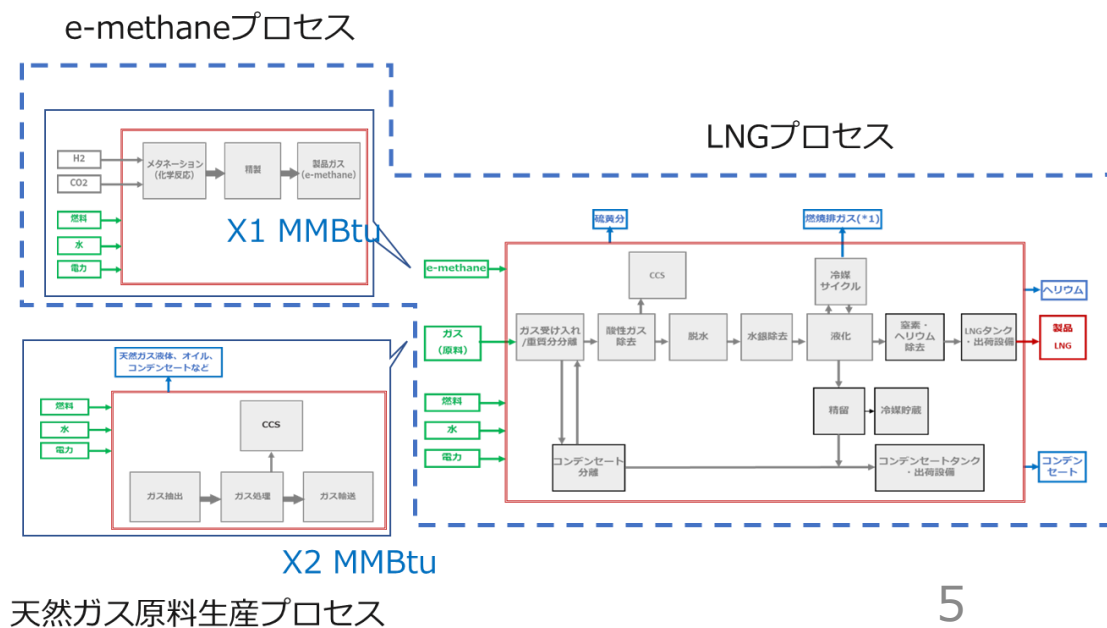 e-methaneプロセス
H2
CO2
燃料
水
電力
メタネーション
(化学反応)
精製
製品ガス
(e-methane)
X1 MMBtu
LNGプロセス
硫黄分
燃焼排ガス(*1)
e-methane
ガス
(原料)
燃料
水
電力
CCS
冷媒
サイクル
ガス受け入れ
/重質分分離
酸性ガス
除去
脱水
水銀除去
液化
窒素・
ヘリウム
除去
LNGタンク
・出荷設備
精留
冷媒貯蔵
コンデンセート
分離
コンデンセートタンク
・出荷設備
ヘリウム
製品
LNG
コンデン
セート
天然ガス液体、オイル、
コンデンセートなど
燃料
水
電力
CCS
ガス抽出
ガス処理
ガス輸送
X2 MMBtu
天然ガス原料生産プロセス
5